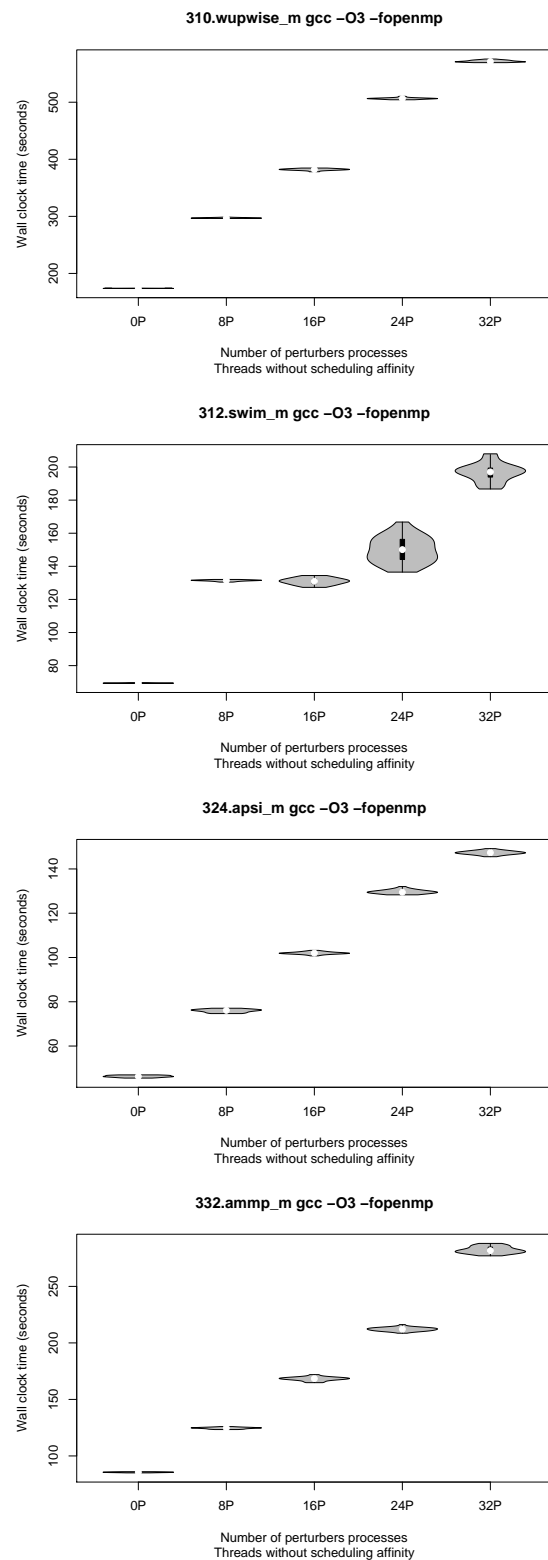 310.wupwise_m gcc −O3 −fopenmp
Wall clock time (seconds)
500
400
300
200
0P 8P 16P 24P 32P
Number of perturbers processes
Threads without scheduling affinity
312.swim_m gcc −O3 −fopenmp
Wall clock time (seconds)
200
180
160
140
120
100
80
0P 8P 16P 24P 32P
Number of perturbers processes
Threads without scheduling affinity
324.apsi_m gcc −O3 −fopenmp
Wall clock time (seconds)
140
120
100
80
60
0P 8P 16P 24P 32P
Number of perturbers processes
Threads without scheduling affinity
332.ammp_m gcc −O3 −fopenmp
Wall clock time (seconds)
250
200
150
100
0P 8P 16P 24P 32P
Number of perturbers processes
Threads without scheduling affinity